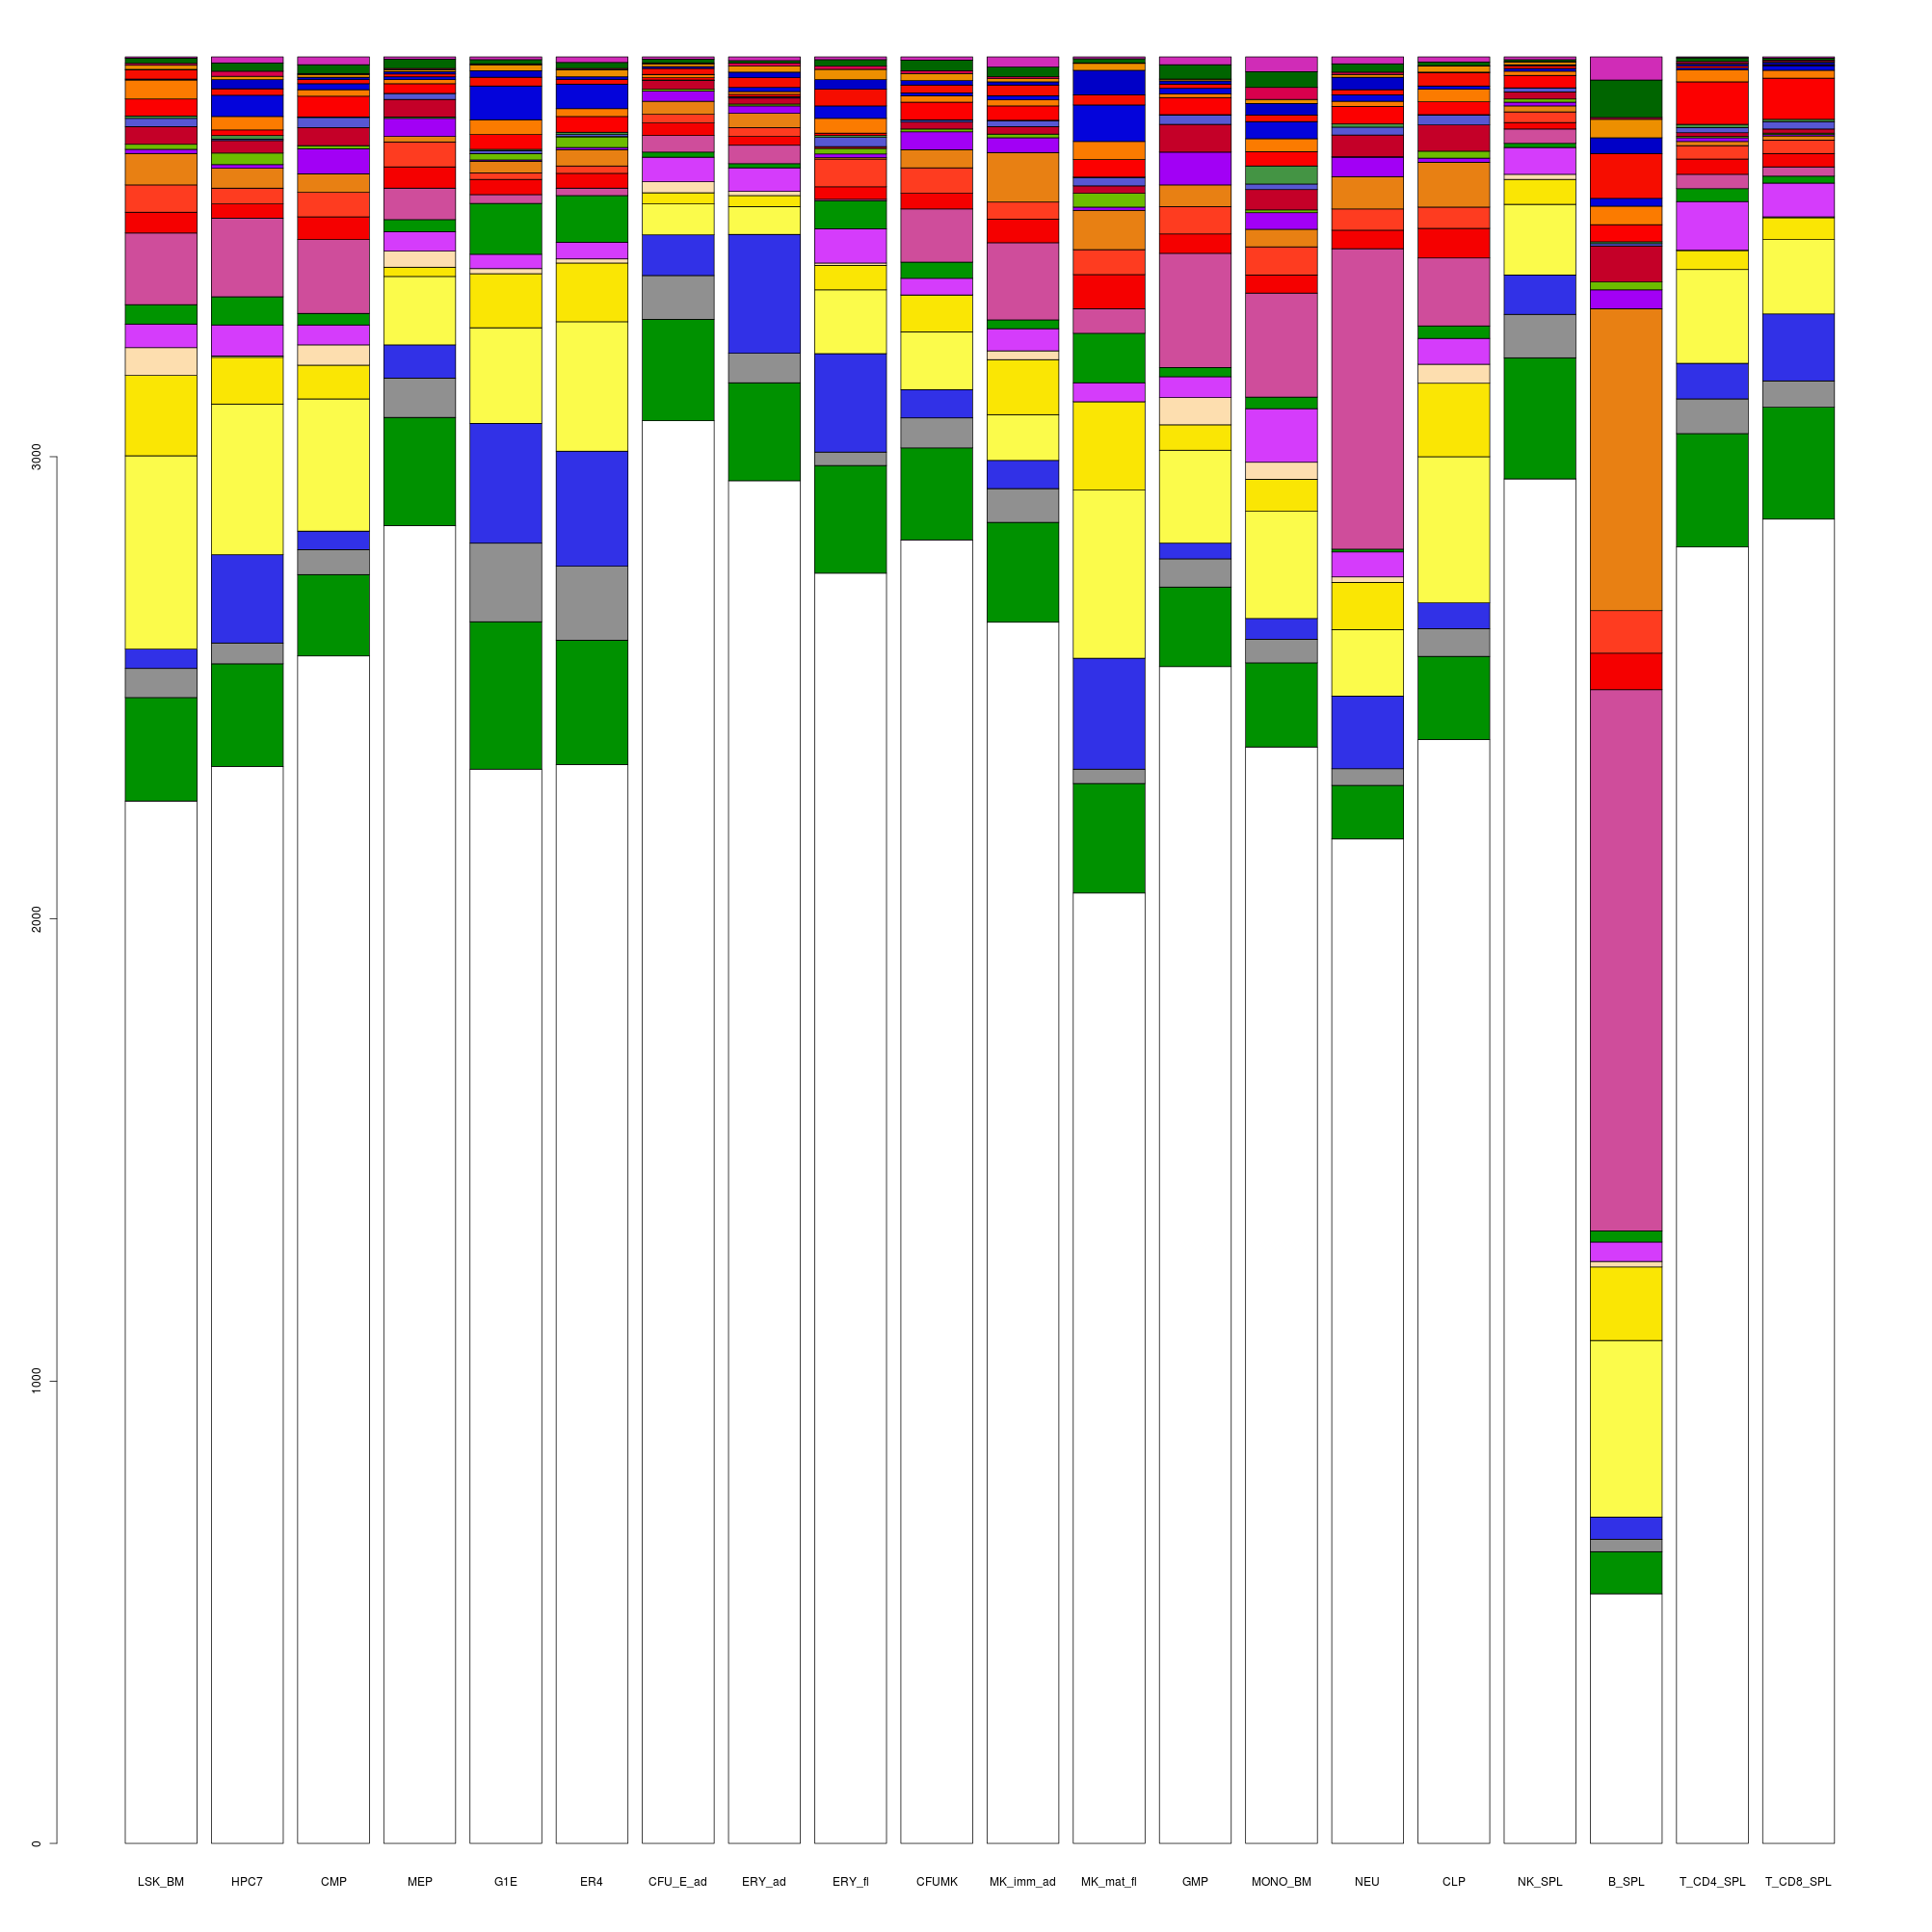 3000
2000
1000
0
LSK_BM HPC7 CMP MEP G1E ER4 CFU_E_ad ERY_ad ERY_fl CFUMK MK_imm_ad MK_mat_fl GMP MONO_BM NEU CLP NK_SPL B_SPL T_CD4_SPL T_CD8_SPL